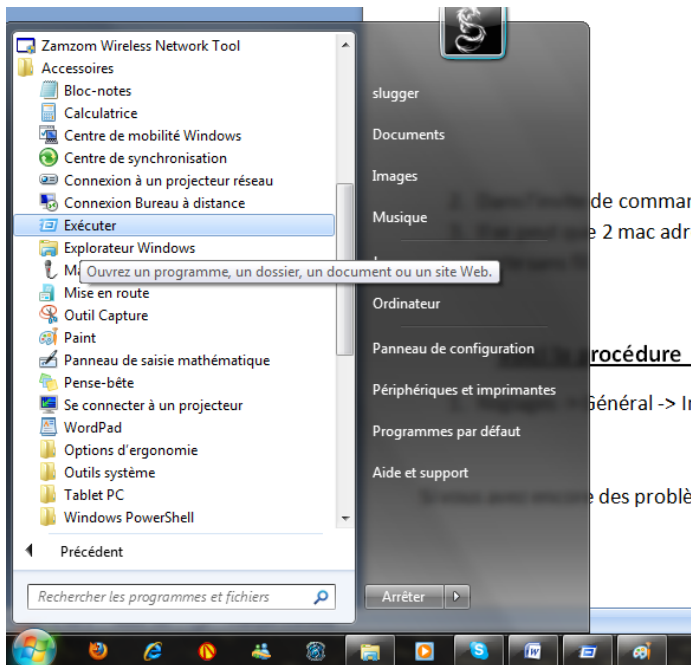 Zamzom Wireless Network Tool
Accessoires
Bloc-notes
Calculatrice
Centre de mobilité Windows
Centre de synchronisation
Connexion à un projecteur réseau
Connexion Bureau à distance
Exécuter
Explorateur Windows
Ouvrez un programme, un dossier, un document ou un site Web.
Mise en route
Outil Capture
Paint
Panneau de saisie mathématique
Pense-bête
Se connecter à un projecteur
WordPad
Options d'ergonomie
Outils système
Tablet PC
Windows PowerShell
Précédent
Rechercher les programmes et fichiers
slugger
Documents
Images
Musique
Ordinateur
Panneau de configuration
Périphériques et imprimantes
Programmes par défaut
Aide et support
Arrêter
de comman
e 2 mac adr
rocédure
Général -> I
e des problè